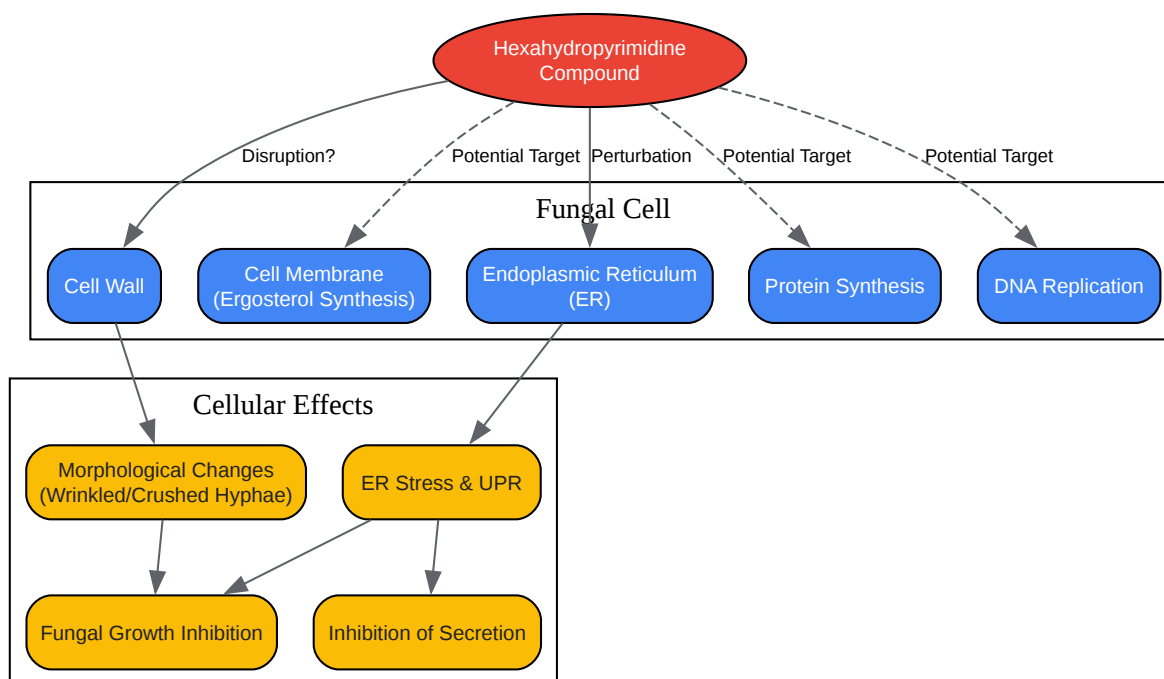 Hexahydropyrimidine
Compound
Disruption?
Potential Target
Perturbation
Potential Target
Potential Target
Fungal Cell
Cell Wall
Cell Membrane
(Ergosterol Synthesis)
Endoplasmic Reticulum
(ER)
Protein Synthesis
DNA Replication
Cellular Effects
Morphological Changes
(Wrinkled/Crushed Hyphae)
ER Stress & UPR
Fungal Growth Inhibition
Inhibition of Secretion